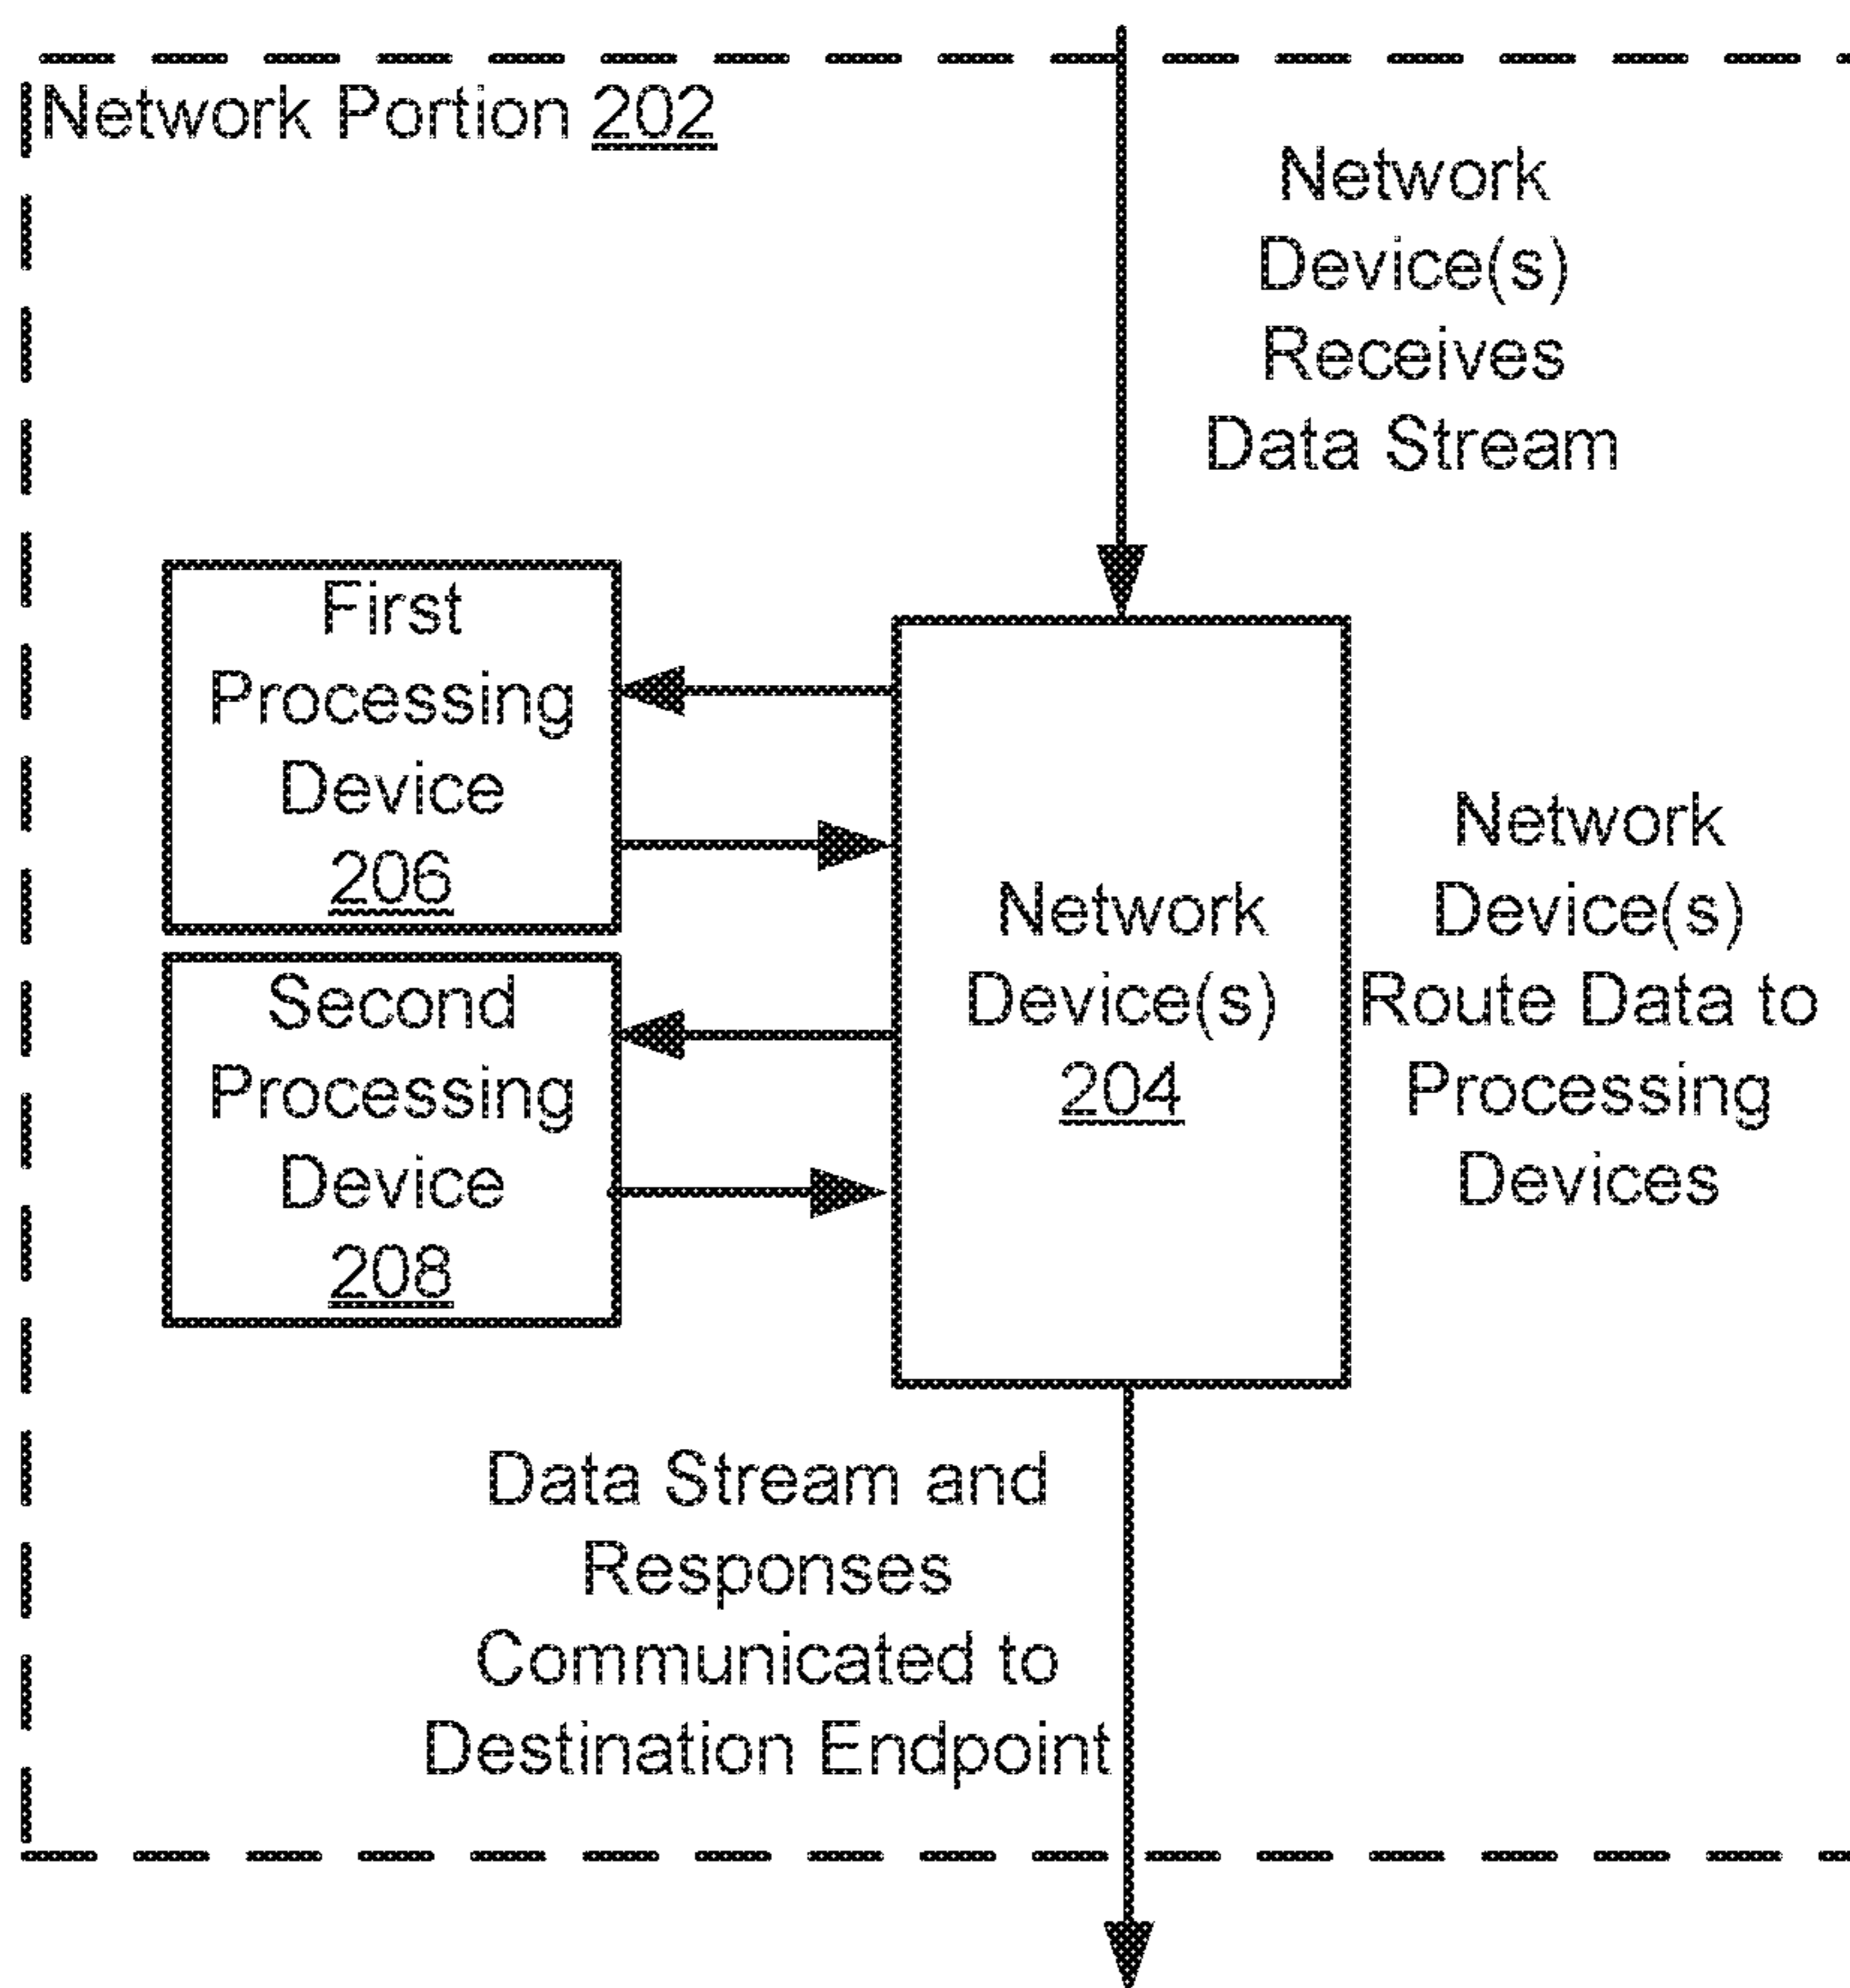 Network Portion 202
Network
Device(s)
Receives
Data Stream
First
Processing
Device
206
Second
Processing
Device
208
Network
Device(s)
204
Network
Device(s)
Route Data to
Processing
Devices
Data Stream and
Responses
Communicated to
Destination Endpoint